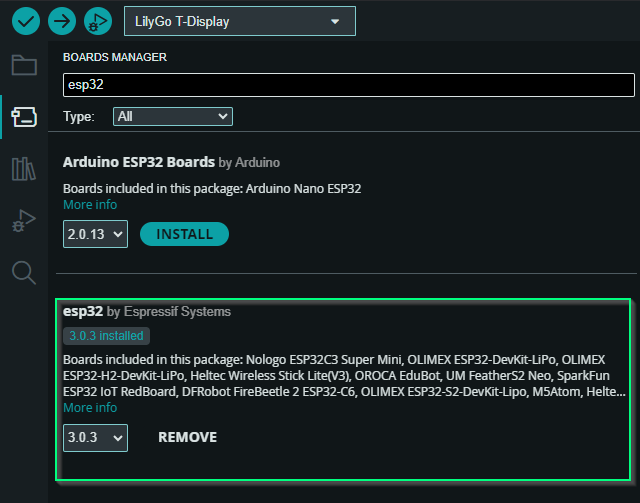 LilyGo T-Display
BOARDS MANAGER
esp32
Type: All
Arduino ESP32 Boards by Arduino
Boards included in this package: Arduino Nano ESP32
More info
2.0.13 INSTALL
esp32 by Espressif Systems
3.0.3 installed
Boards included in this package: Nologo ESP32C3 Super Mini, OLIMEX ESP32-DevKit-LiPo, OLIMEX
ESP32-H2-DevKit-LiPo, Heltec Wireless Stick Lite(V3), OROCA EduBot, UM FeatherS2 Neo, SparkFun
ESP32 IoT RedBoard, DFRobot FireBeetle 2 ESP32-C6, OLIMEX ESP32-S2-DevKit-Lipo, M5Atom, Helte...
More info
3.0.3 REMOVE